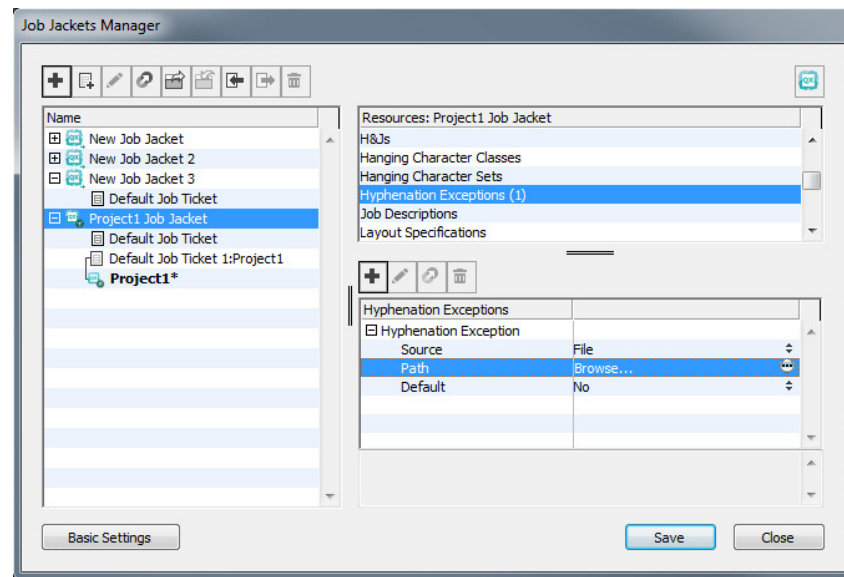 Job Jackets Manager
Name
New Job Jacket
New Job Jacket 2
New Job Jacket 3
Default Job Ticket
Project1 Job Jacket
Default Job Ticket
Default Job Ticket 1:Project1
Project1*
Resources: Project1 Job Jacket
H&Js
Hanging Character Classes
Hanging Character Sets
Hyphenation Exceptions (1)
Job Descriptions
Layout Specifications
Hyphenation Exceptions
Hyphenation Exception
Source File
Path Browse...
Default No
Basic Settings
Save Close